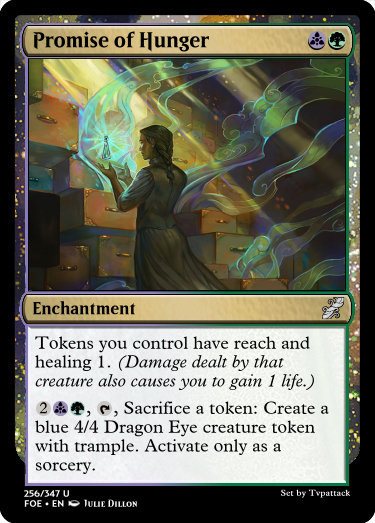 Promise of Hunger
Enchantment
Tokens you control have reach and
healing 1. (Damage dealt by that
creature also causes you to gain 1 life.)
2, , Sacrifice a token: Create a
blue 4/4 Dragon Eye creature token
with trample. Activate only as a
sorcery.
256/347 U
FOE • EN Julie Dillon
Set by Tvpattack